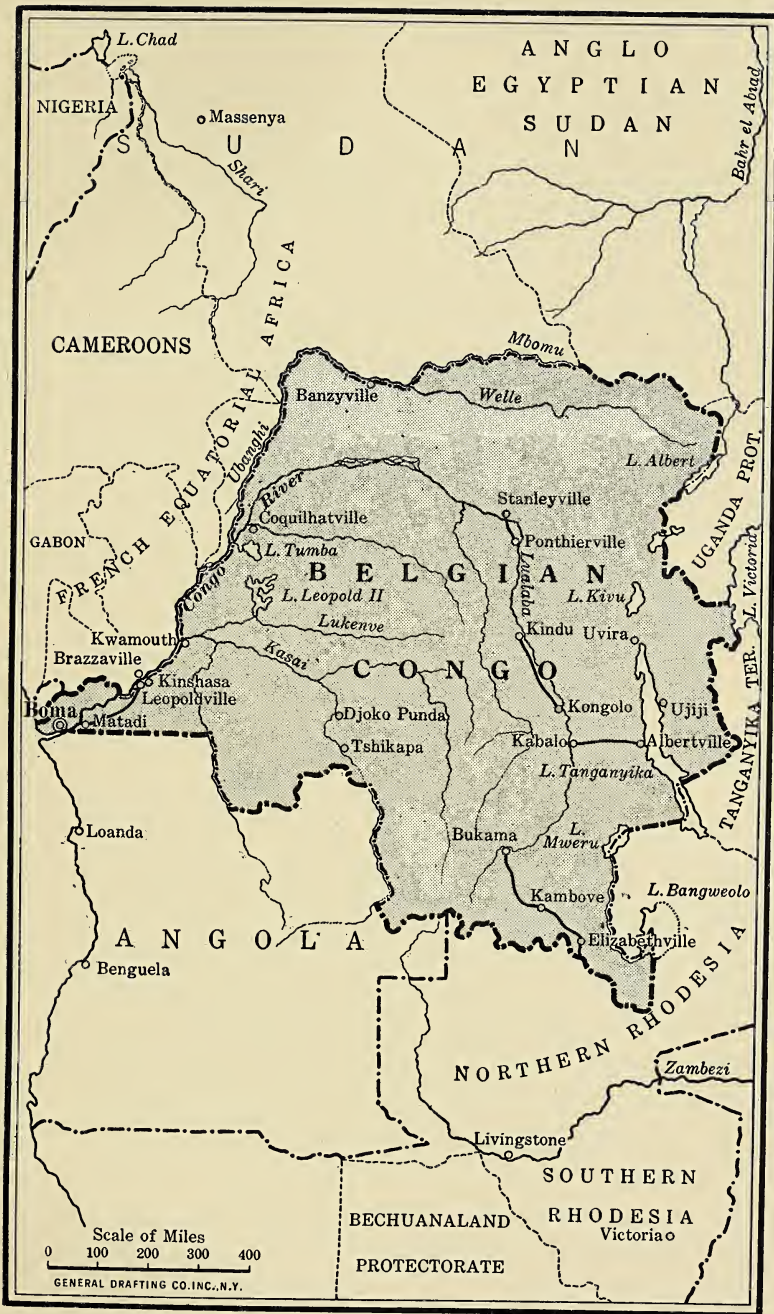 L. Chad
ANGLO
EGYPTIAN
SUDAN
Bahr el Abiad
NIGERIA
Massenya
SUDAN
Shari
FRENCH EQUATORIAL AFRICA
CAMEROONS
Mbomu
Banzyville
Welle
Ubanghi
L. Albert
UGANDA PROT.
River
Stanleyville
Coquilhatville
Ponthierville
GABON
L. Tumba
L. Victoria
BELGIAN
Lualaba
Congo
L. Leopold II
L. Kivu
Lukenve
Kwamouth
Kindu
Uvira
Kasai
Brazzaville
CONGO
Kinshasa
Leopoldville
Boma
Matadi
Djoko Punda
Kongolo
Ujiji
TANGANYIKA TER.
Tshikapa
Kabalo
Albertville
L. Tanganyika
Loanda
Bukama
L.
Mweru
Kambove
L. Bangweolo
ANGOLA
Elizabethville
Benguela
NORTHERN RHODESIA
Zambezi
Livingstone
SOUTHERN
RHODESIA
BECHUANALAND
PROTECTORATE
Victoria
Scale of Miles
0 100 200 300 400
GENERAL DRAFTING CO.INC.,N.Y.